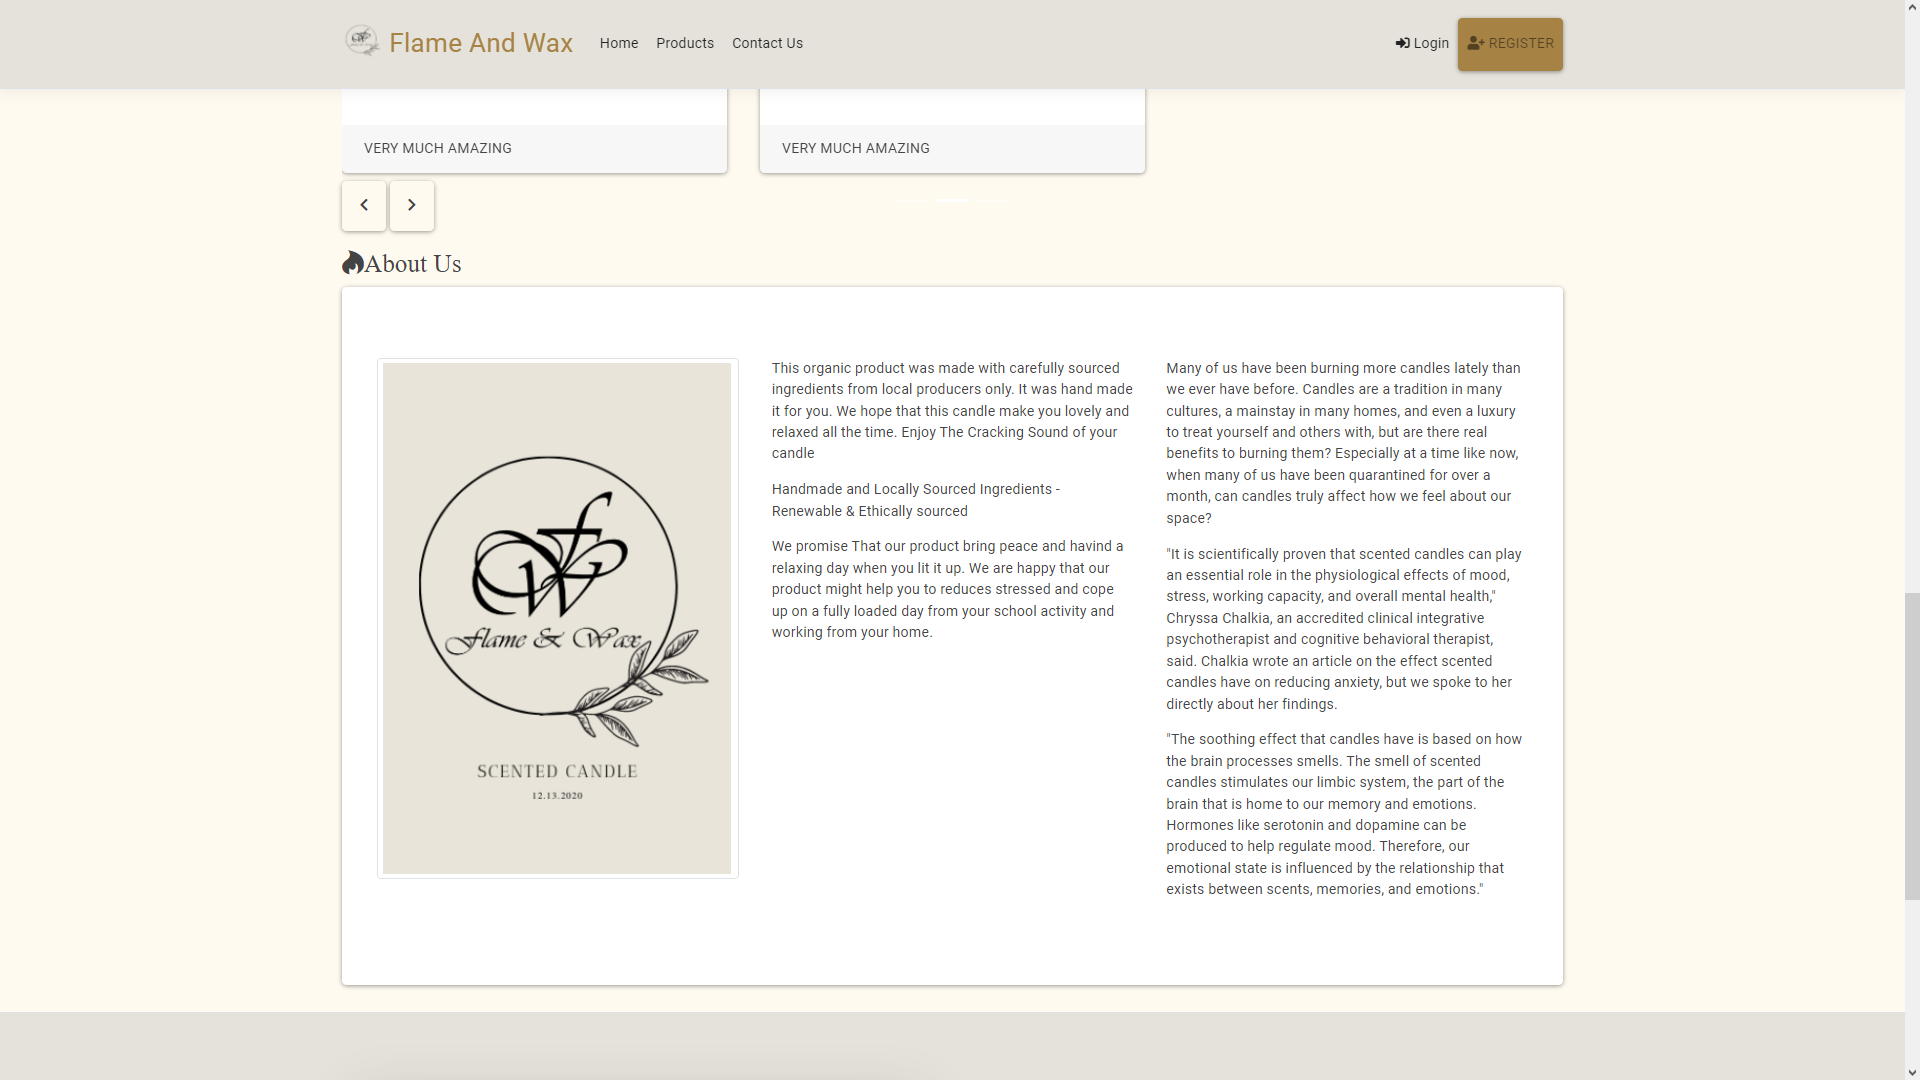 Flame And Wax
Home
Products
Contact Us
Login
REGISTER
VERY MUCH AMAZING
VERY MUCH AMAZING
About Us
Flame & Wax
SCENTED CANDLE
12.13.2020
This organic product was made with carefully sourced
ingredients from local producers only. It was hand made
it for you. We hope that this candle make you lovely and
relaxed all the time. Enjoy The Cracking Sound of your
candle
Handmade and Locally Sourced Ingredients -
Renewable & Ethically sourced
We promise That our product bring peace and havind a
relaxing day when you lit it up. We are happy that our
product might help you to reduces stressed and cope
up on a fully loaded day from your school activity and
working from your home.
Many of us have been burning more candles lately than
we ever have before. Candles are a tradition in many
cultures, a mainstay in many homes, and even a luxury
to treat yourself and others with, but are there real
benefits to burning them? Especially at a time like now,
when many of us have been quarantined for over a
month, can candles truly affect how we feel about our
space?
"It is scientifically proven that scented candles can play
an essential role in the physiological effects of mood,
stress, working capacity, and overall mental health,"
Chryssa Chalkia, an accredited clinical integrative
psychotherapist and cognitive behavioral therapist,
said. Chalkia wrote an article on the effect scented
candles have on reducing anxiety, but we spoke to her
directly about her findings.
"The soothing effect that candles have is based on how
the brain processes smells. The smell of scented
candles stimulates our limbic system, the part of the
brain that is home to our memory and emotions.
Hormones like serotonin and dopamine can be
produced to help regulate mood. Therefore, our
emotional state is influenced by the relationship that
exists between scents, memories, and emotions."